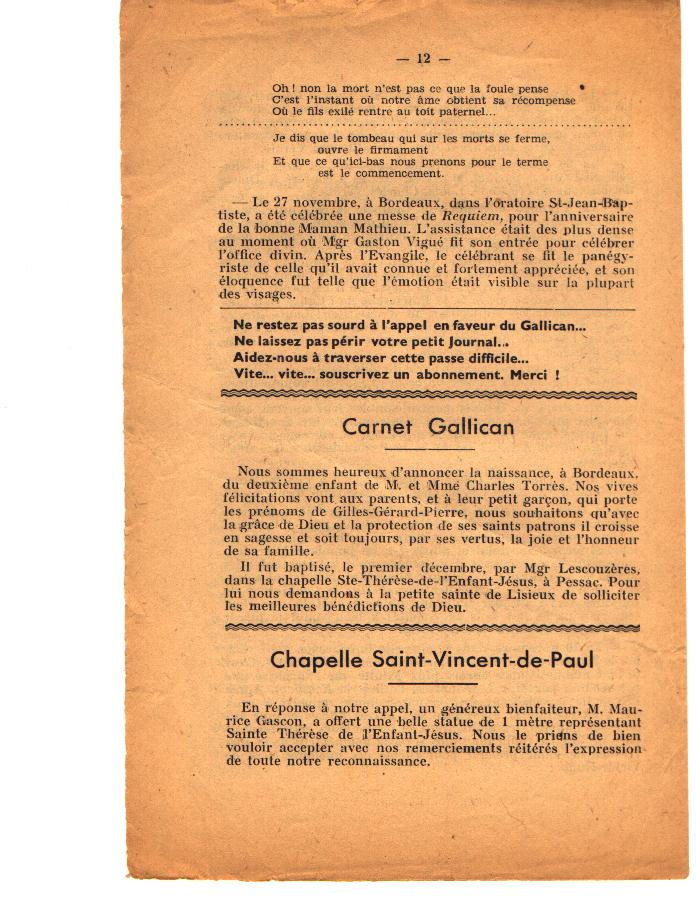 — 12 —
Oh ! non la mort n'est pas ce que la foule pense
C'est l'instant où notre âme obtient sa récompense
Où le fils exilé rentre au toit paternel...
Je dis que le tombeau qui sur les morts se ferme,
ouvre le firmament
Et que ce qu'ici-bas nous prenons pour le terme
est le commencement.
— Le 27 novembre, à Bordeaux, dans l'oratoire St-Jean-Bap-
tiste, a été célébrée une messe de Requiem, pour l'anniversaire
de la bonne Maman Mathieu. L'assistance était des plus dense
au moment où Mgr Gaston Vigué fit son entrée pour célébrer
l'office divin. Après l'Evangile, le célébrant se fit le panégy-
riste de celle qu'il avait connue et fortement appréciée, et son
éloquence fut telle que l'émotion était visible sur la plupart
des visages.
Ne restez pas sourd à l'appel en faveur du Gallican...
Ne laissez pas périr votre petit Journal...
Aidez-nous à traverser cette passe difficile...
Vite... vite... souscrivez un abonnement. Merci !
Carnet Gallican
Nous sommes heureux d'annoncer la naissance, à Bordeaux,
du deuxième enfant de M. et Mme Charles Torrès. Nos vives
félicitations vont aux parents, et à leur petit garçon, qui porte
les prénoms de Gilles-Gérard-Pierre, nous souhaitons qu'avec
la grâce de Dieu et la protection de ses saints patrons il croisse
en sagesse et soit toujours, par ses vertus, la joie et l'honneur
de sa famille.
Il fut baptisé, le premier décembre, par Mgr Lescouzères,
dans la chapelle Ste-Thérèse-de-l'Enfant-Jésus, à Pessac. Pour
lui nous demandons à la petite sainte de Lisieux de solliciter
les meilleures bénédictions de Dieu.
Chapelle Saint-Vincent-de-Paul
En réponse à notre appel, un généreux bienfaiteur, M. Mau-
rice Gascon, a offert une belle statue de 1 mètre représentant
Sainte Thérèse de l'Enfant-Jésus. Nous le prions de bien
vouloir accepter avec nos remerciements réitérés l'expression
de toute notre reconnaissance.